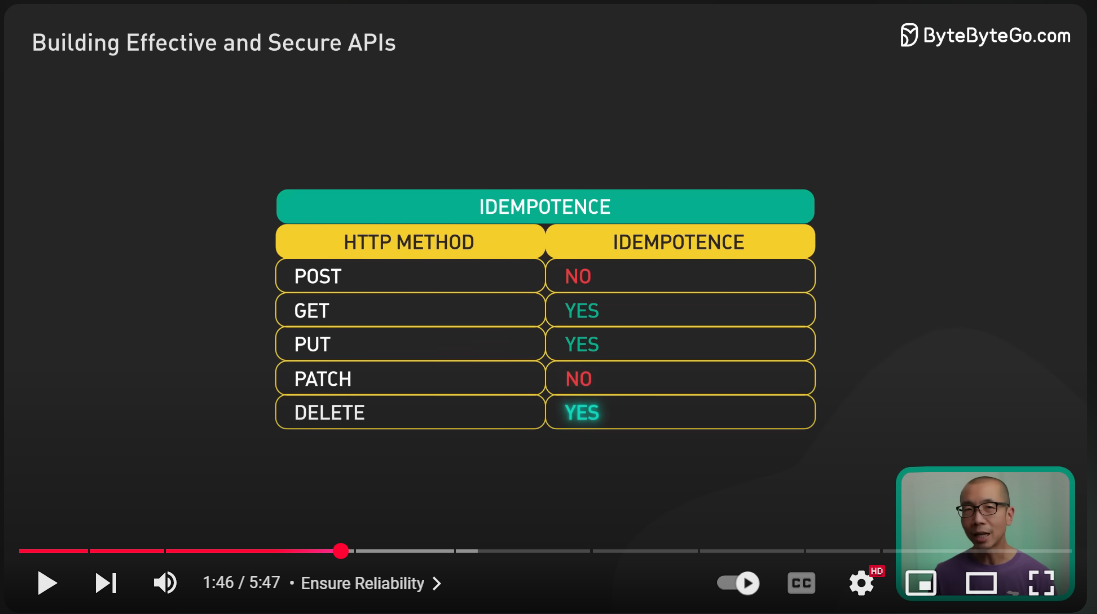 Building Effective and Secure APIs
ByteByteGo.com
IDEMPOTENCE
HTTP METHOD IDEMPOTENCE
POST NO
GET YES
PUT YES
PATCH NO
DELETE YES
1:46 / 5:47 • Ensure Reliability
CC
HD